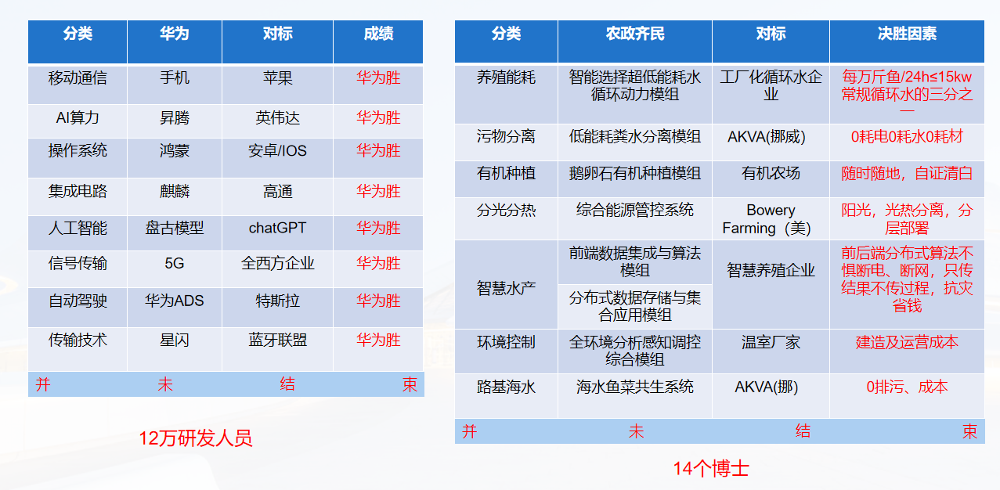 分类 华为 对标 成绩
移动通信 手机 苹果 华为胜
AI算力 昇腾 英伟达 华为胜
操作系统 鸿蒙 安卓/IOS 华为胜
集成电路 麒麟 高通 华为胜
人工智能 盘古模型 chatGPT 华为胜
信号传输 5G 全西方企业 华为胜
自动驾驶 华为ADS 特斯拉 华为胜
传输技术 星闪 蓝牙联盟 华为胜
并 未 结 束
12万研发人员
分类 农政齐民 对标 决胜因素
养殖能耗 智能选择超低能耗水 工厂化循环水企 每万斤鱼/24h≤15kw
循环动力模组 业 常规循环水的三分之
一
污物分离 低能耗粪水分离模组 AKVA(挪威) 0耗电0耗水0耗材
有机种植 鹅卵石有机种植模组 有机农场 随时随地，自证清白
分光分热 综合能源管控系统 Bowery 阳光，光热分离，分
Farming（美) 层部署
智慧水产 前端数据集成与算法 智慧养殖企业 前后端分布式算法不
模组 惧断电、断网，只传
分布式数据存储与集 结果不传过程，抗灾
合应用模组 省钱
环境控制 全环境分析感知调控 温室厂家 建造及运营成本
综合模组
路基海水 海水鱼菜共生系统 AKVA(挪) 0排污、成本
并 未 结 束
14个博士